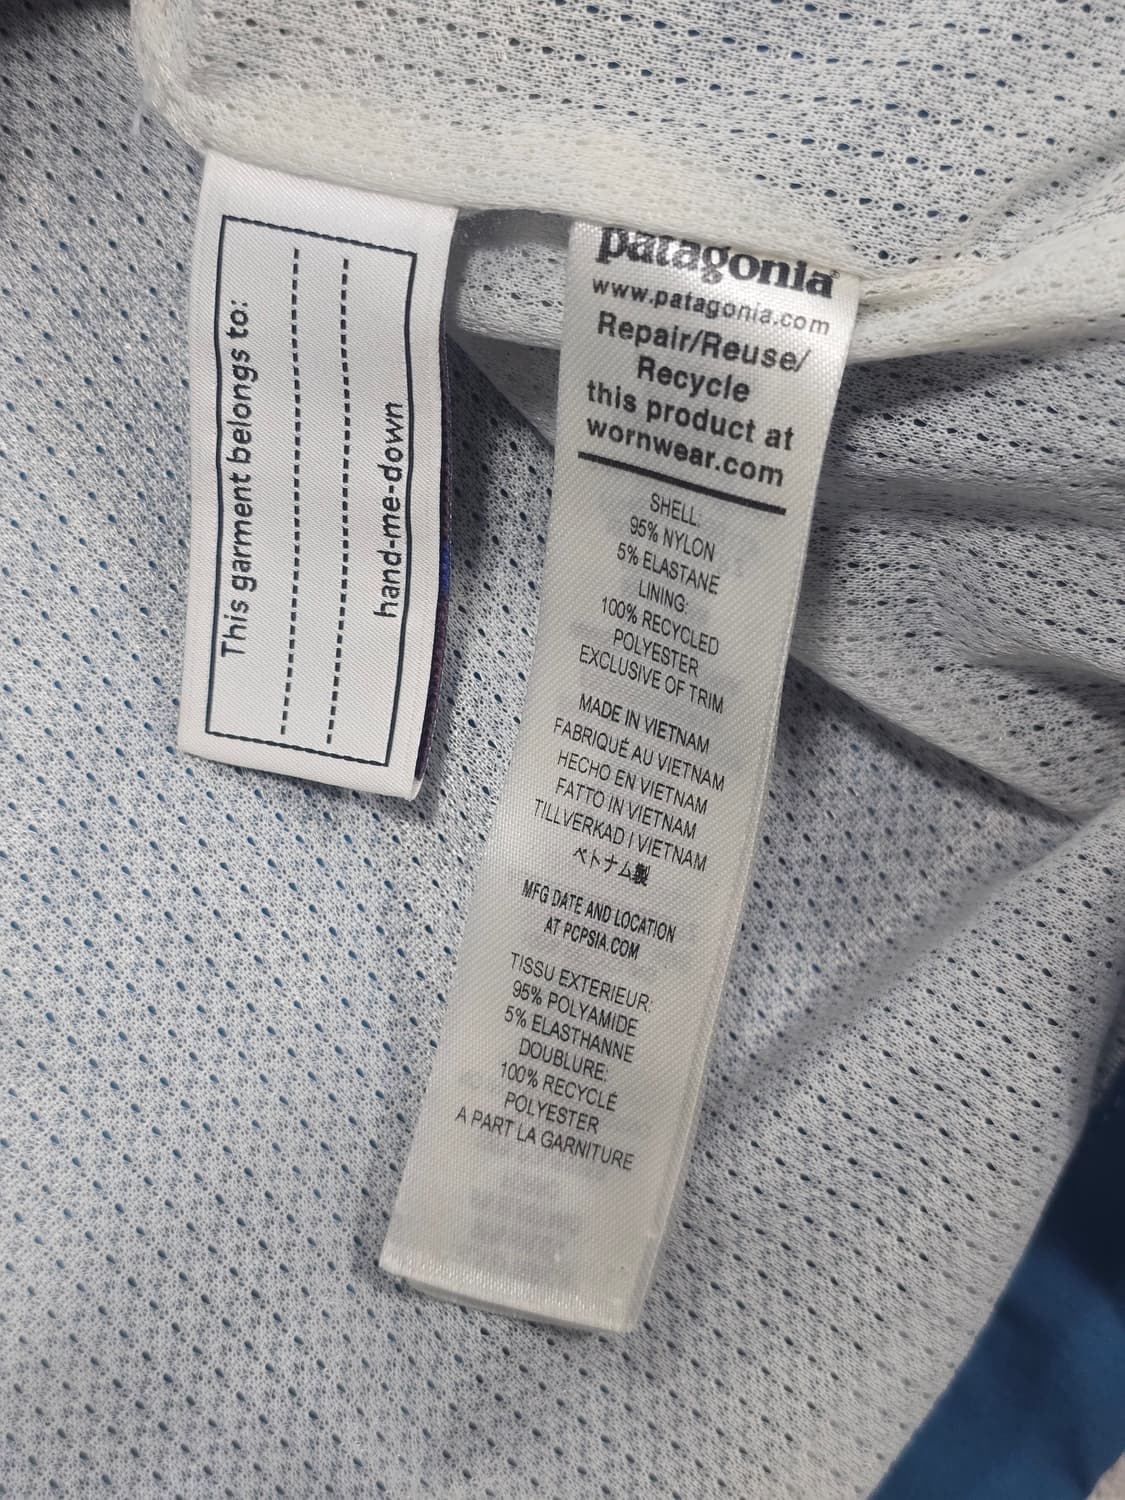 This garment belongs to:
hand-me-down
patagonia®
www.patagonia.com
Repair/Reuse/
Recycle
this product at
wornwear.com
SHELL:
95% NYLON
5% ELASTANE
LINING:
100% RECYCLED
POLYESTER
EXCLUSIVE OF TRIM
MADE IN VIETNAM
FABRIQUÉ AU VIETNAM
HECHO EN VIETNAM
FATTO IN VIETNAM
TILLVERKAD I VIETNAM
ベトナム製
MFG DATE AND LOCATION
AT PCPSIA.COM
TISSU EXTERIEUR:
95% POLYAMIDE
5% ELASTHANNE
DOUBLURE:
100% RECYCLÉ
POLYESTER
A PART LA GARNITURE